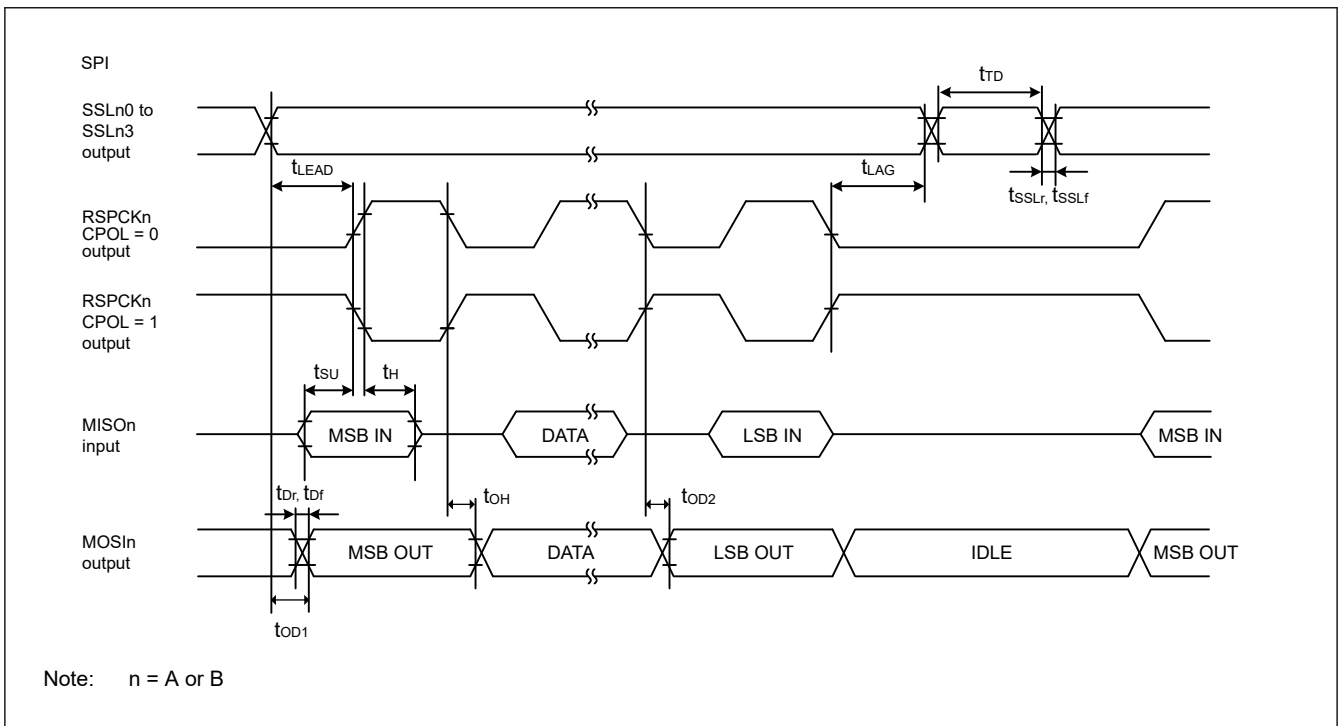 SPI
SSLn0 to
SSLn3
output
tTD
tLEAD
tLAG
tSSLr, tSSLf
RSPCKn
CPOL = 0
output
RSPCKn
CPOL = 1
output
tSU
tH
MISOn
input
MSB IN
DATA
LSB IN
MSB IN
tDr, tDf
tOH
tOD2
MOSIn
output
MSB OUT
DATA
LSB OUT
IDLE
MSB OUT
tOD1
Note: n = A or B